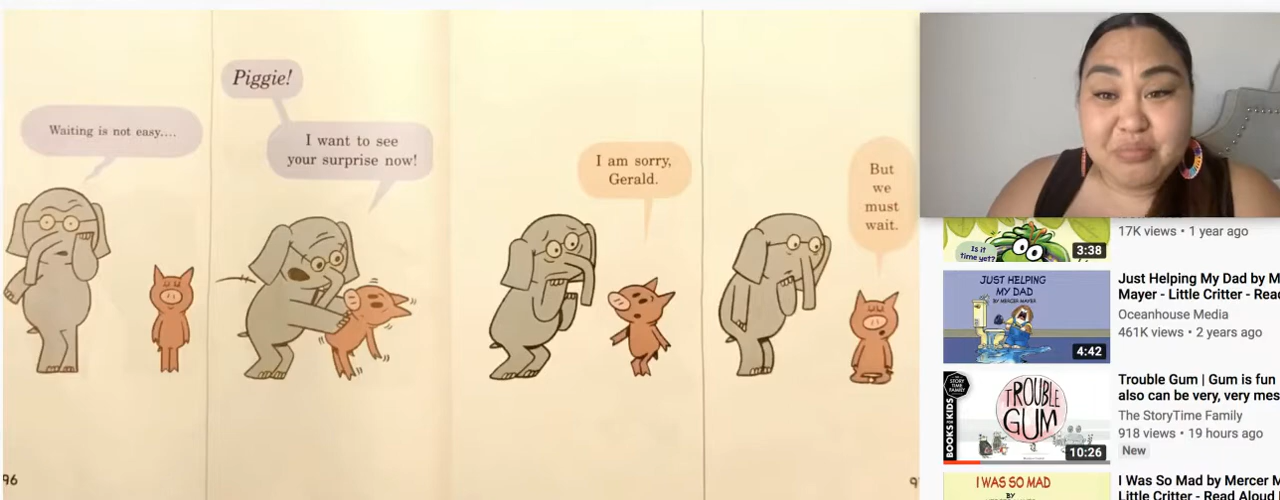 Waiting is not easy....
Piggie!
I want to see
your surprise now!
I am sorry,
Gerald.
But
we
must
wait.
96
9
17K views • 1 year ago
Is it
time yet?
3:38
JUST HELPING
MY DAD
BY MERCER MAYER
4:42
Just Helping My Dad by M
Mayer - Little Critter - Rea
Oceanhouse Media
461K views • 2 years ago
STORY
TIME
FAMILY
BOOKS KIDS
TROUBLE
GUM
10:26
Trouble Gum | Gum is fun
also can be very, very mes
The StoryTime Family
918 views • 19 hours ago
New
I WAS SO MAD
BY
I Was So Mad by Mercer M
Little Critter - Read Aloud